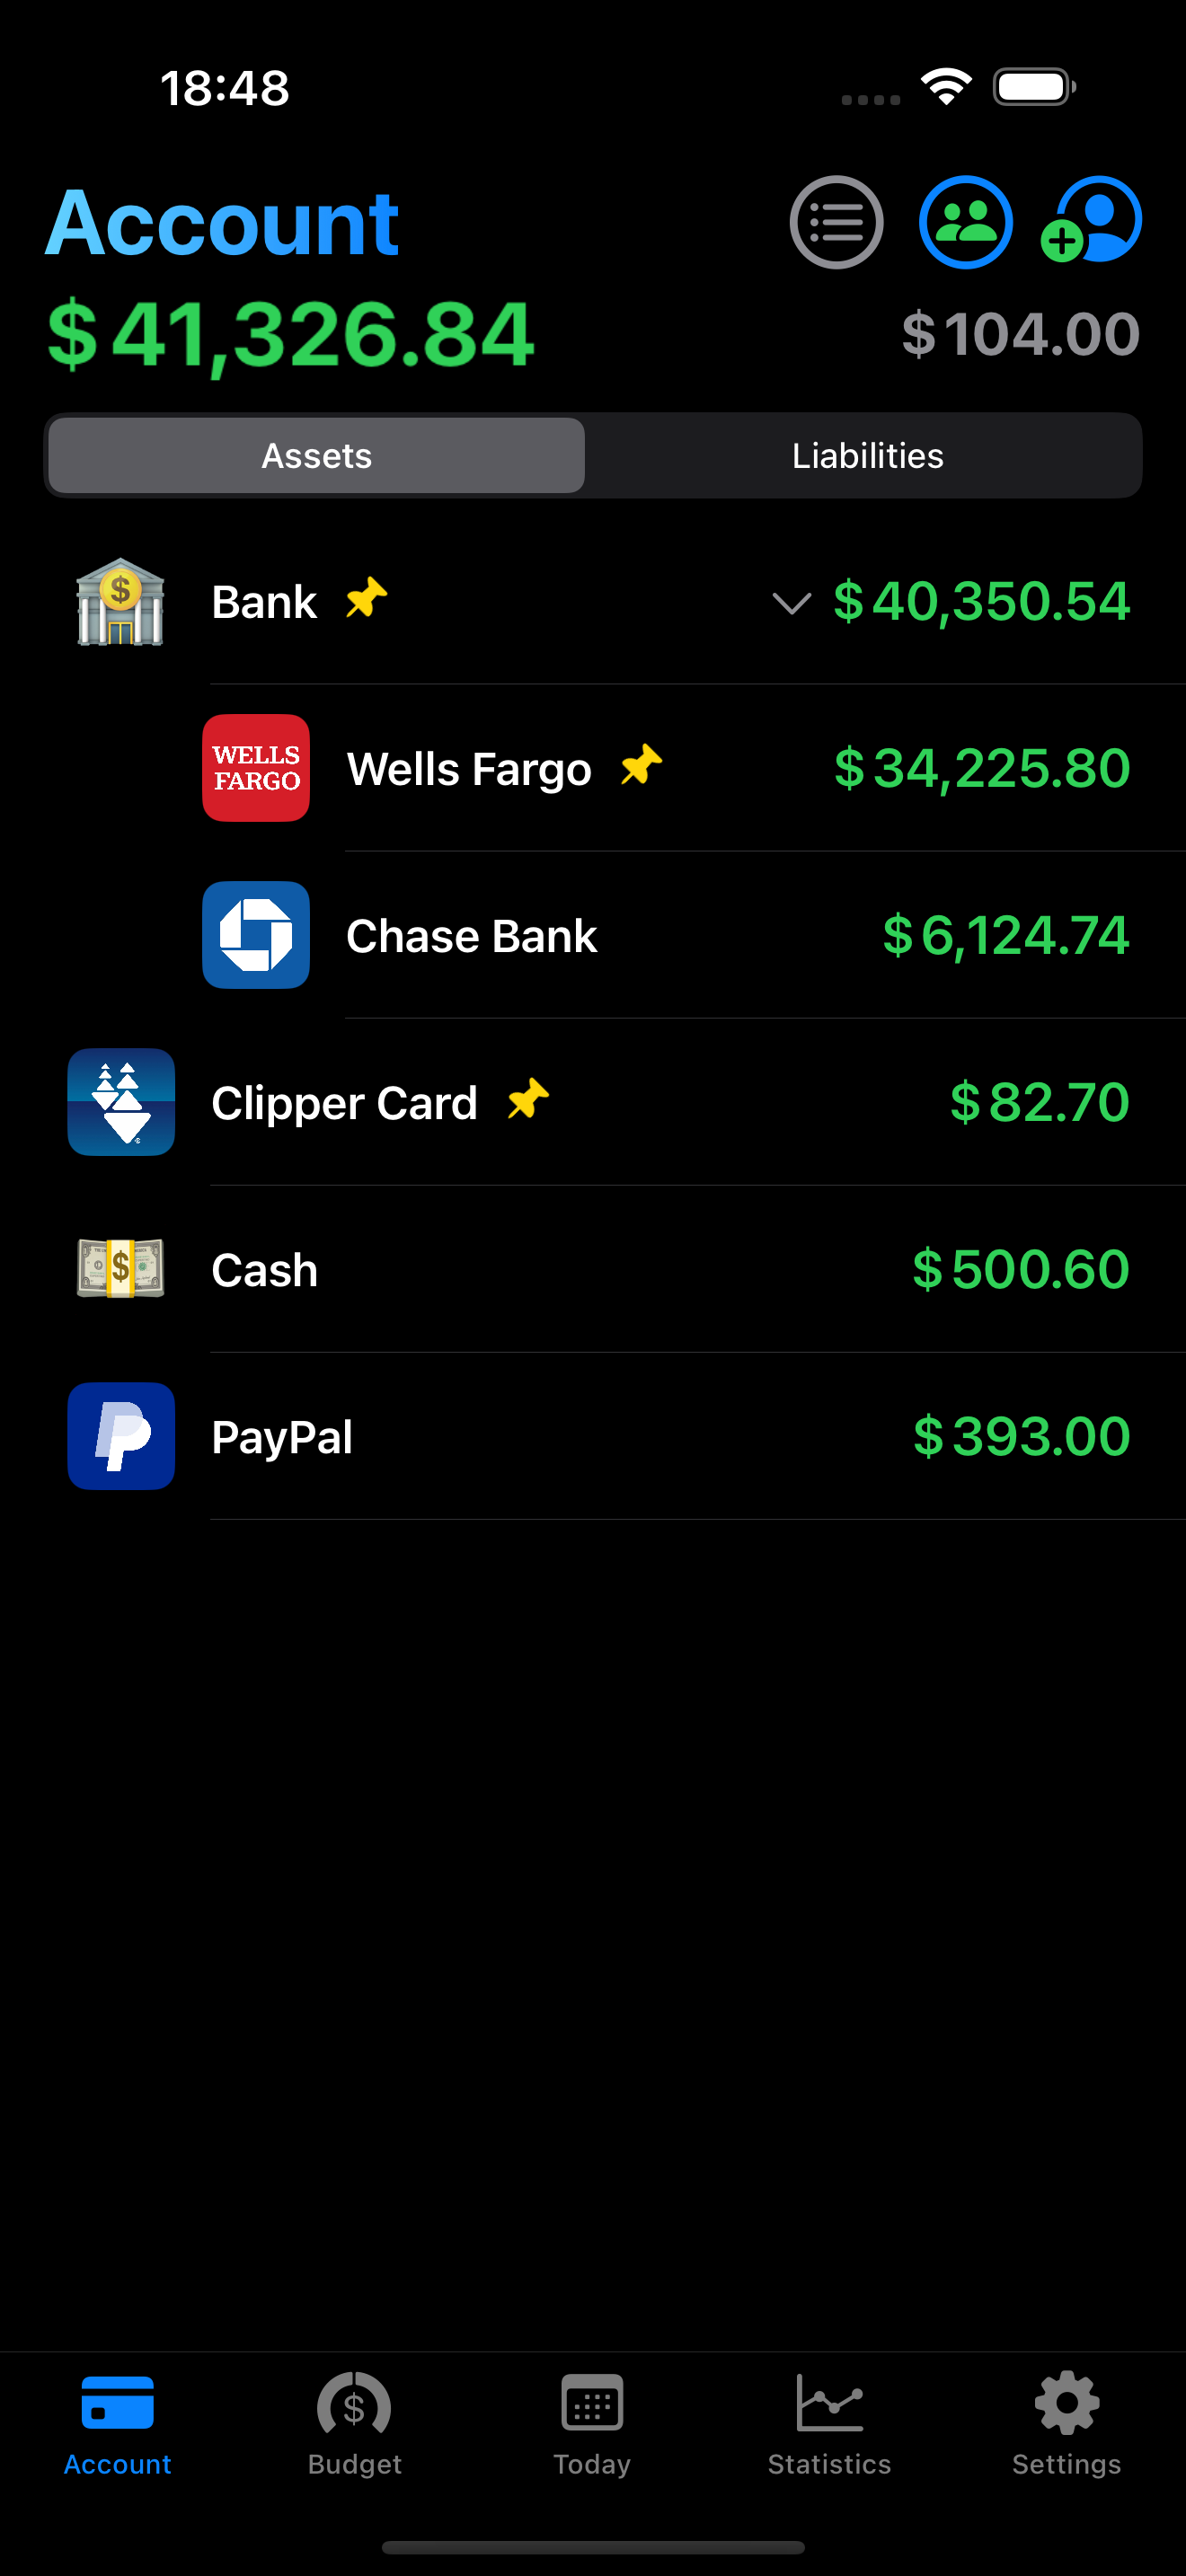 18:48
Account
$41,326.84
$104.00
Assets
Liabilities
Bank
$40,350.54
WELLS
FARGO
Wells Fargo
$34,225.80
Chase Bank
$6,124.74
Clipper Card
$82.70
Cash
$500.60
PayPal
$393.00
Account
Budget
Today
Statistics
Settings